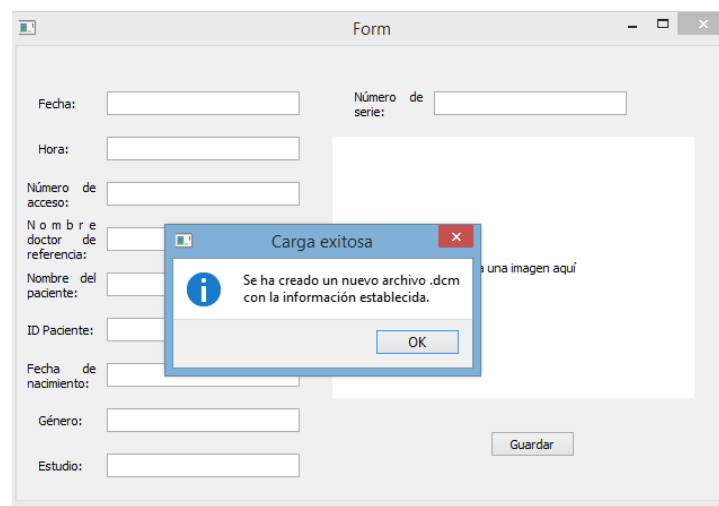 Form
Fecha:
Número de
serie:
Hora:
Número de
acceso:
Nombre
doctor de
referencia:
Carga exitosa
Se ha creado un nuevo archivo .dcm
con la información establecida.
OK
una imagen aquí
Nombre del
paciente:
ID Paciente:
Fecha de
nacimiento:
Género:
Guardar
Estudio: